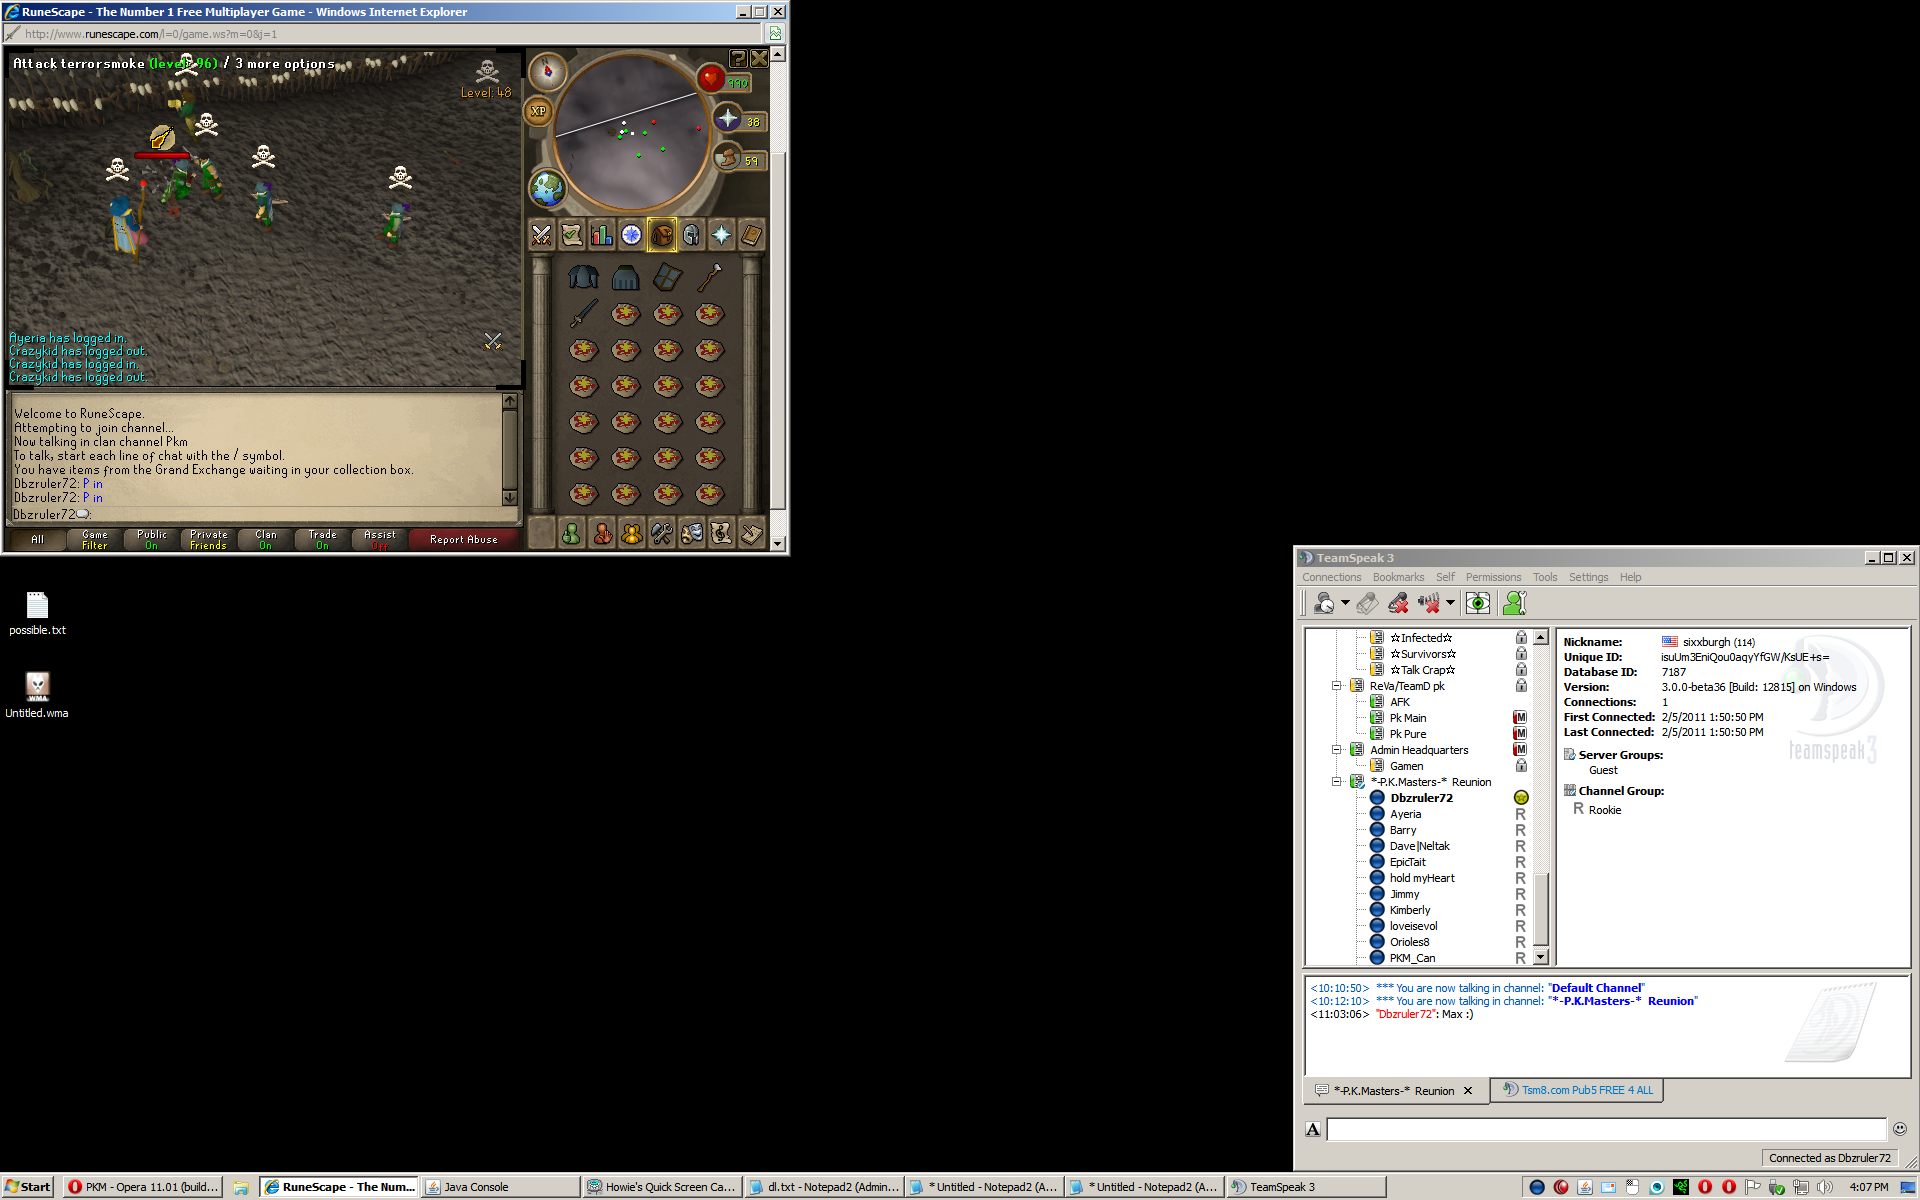 RuneScape - The Number 1 Free Multiplayer Game - Windows Internet Explorer
http://www.runescape.com/l=0/game.ws?m=0&j=1
Attack terrorsmoke (level: 96) / 3 more options
Level: 48
N
XP
990
38
59
Ayeria has logged in.
Crazykid has logged out.
Crazykid has logged in.
Crazykid has logged out.
Welcome to RuneScape.
Attempting to join channel...
Now talking in clan channel Pkm
To talk, start each line of chat with the / symbol.
You have items from the Grand Exchange waiting in your collection box.
Dbzruler72: P in
Dbzruler72: P in
Dbzruler72:
All
Game
Filter
Public
On
Private
Friends
Clan
On
Trade
On
Assist
Report Abuse
possible.txt
WMA
Untitled.wma
TeamSpeak 3
Connections Bookmarks Self Permissions Tools Settings Help
☆Infected☆
☆Survivors☆
☆Talk Crap☆
ReVa/TeamD pk
AFK
Pk Main M
Pk Pure M
Admin Headquarters M
Gamen
*-P.K.Masters-* Reunion
Dbzruler72
Ayeria R
Barry R
Dave|Neltak R
EpicTait R
hold myHeart R
Jimmy R
Kimberly R
loveisevol R
Orioles8 R
PKM_Can R
Nickname: sixxburgh (114)
Unique ID: isuUm3EniQou0aqyYfGW/KsUE+s=
Database ID: 7187
Version: 3.0.0-beta36 [Build: 12815] on Windows
Connections: 1
First Connected: 2/5/2011 1:50:50 PM
Last Connected: 2/5/2011 1:50:50 PM
teamspeak3
Server Groups:
Guest
Channel Group:
R Rookie
<10:10:50> *** You are now talking in channel: "Default Channel"
<10:12:10> *** You are now talking in channel: "*-P.K.Masters-* Reunion"
<11:03:06> "Dbzruler72": Max :)
*-P.K.Masters-* Reunion
Tsm8.com Pub5 FREE 4 ALL
A
Connected as Dbzruler72
Start
PKM - Opera 11.01 (build...
RuneScape - The Num...
Java Console
Howie's Quick Screen Ca...
dl.txt - Notepad2 (Admin...
* Untitled - Notepad2 (A...
* Untitled - Notepad2 (A...
TeamSpeak 3
4:07 PM